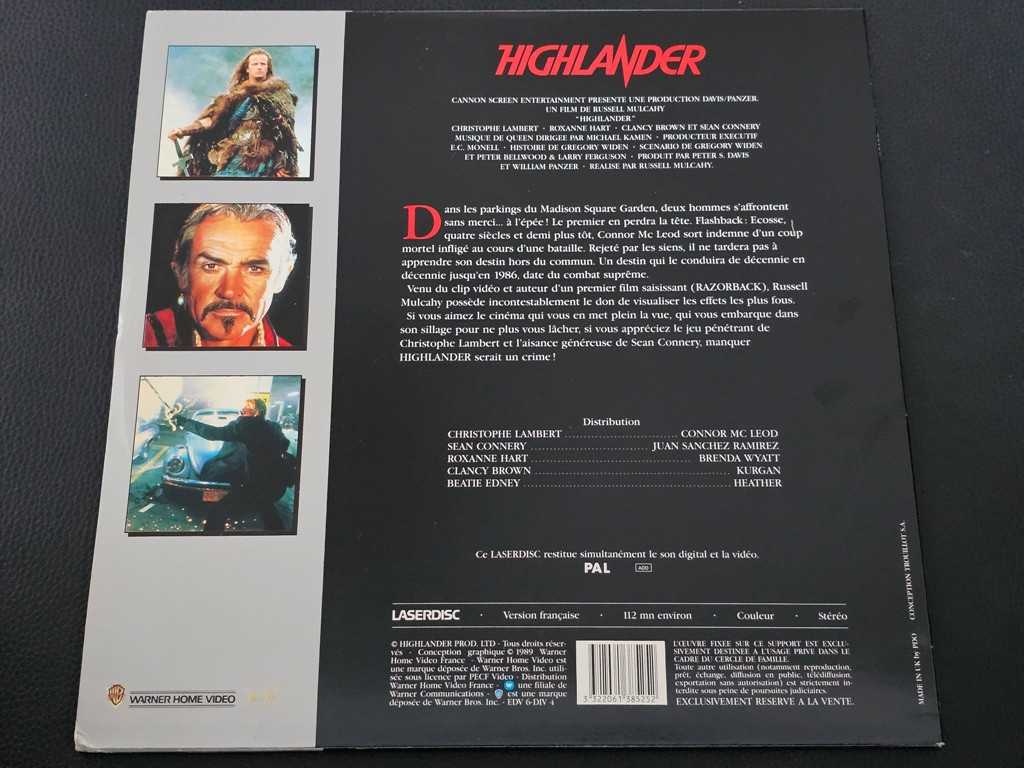 HIGHLANDER
CANNON SCREEN ENTERTAINMENT PRESENTE UNE PRODUCTION DAVIS/PANZER.
UN FILM DE RUSSELL MULCAHY
"HIGHLANDER"
CHRISTOPHE LAMBERT · ROXANNE HART · CLANCY BROWN ET SEAN CONNERY
MUSIQUE DE QUEEN DIRIGEE PAR MICHAEL KAMEN · PRODUCTEUR EXECUTIF
E.C. MONELL · HISTOIRE DE GREGORY WIDEN · SCENARIO DE GREGORY WIDEN
ET PETER BELLWOOD & LARRY FERGUSON · PRODUIT PAR PETER S. DAVIS
ET WILLIAM PANZER · REALISE PAR RUSSELL MULCAHY.
Dans les parkings du Madison Square Garden, deux hommes s'affrontent
sans merci... à l'épée ! Le premier en perdra la tête. Flashback : Ecosse,
quatre siècles et demi plus tôt, Connor Mc Leod sort indemne d'un coup
mortel infligé au cours d'une bataille. Rejeté par les siens, il ne tardera pas à
apprendre son destin hors du commun. Un destin qui le conduira de décennie en
décennie jusqu'en 1986, date du combat suprême.
Venu du clip vidéo et auteur d'un premier film saisissant (RAZORBACK), Russell
Mulcahy possède incontestablement le don de visualiser les effets les plus fous.
Si vous aimez le cinéma qui vous en met plein la vue, qui vous embarque dans
son sillage pour ne plus vous lâcher, si vous appréciez le jeu pénétrant de
Christophe Lambert et l'aisance généreuse de Sean Connery, manquer
HIGHLANDER serait un crime !
Distribution
CHRISTOPHE LAMBERT ........ CONNOR MC LEOD
SEAN CONNERY ........ JUAN SANCHEZ RAMIREZ
ROXANNE HART ........ BRENDA WYATT
CLANCY BROWN ........ KURGAN
BEATIE EDNEY ........ HEATHER
Ce LASERDISC restitue simultanément le son digital et la vidéo.
PAL ADD
LASERDISC · Version française · 112 mn environ · Couleur · Stéréo
© HIGHLANDER PROD. LTD - Tous droits réser-
vés - Conception graphique © 1989 Warner
Home Video France - Warner Home Video est
une marque déposée de Warner Bros. Inc. utili-
sée sous licence par PECF Video - Distribution
Warner Home Video France - une filiale de
Warner Communications - est une marque
déposée de Warner Bros. Inc. - EDV 6-DIV 4
3 322061 385252
L'ŒUVRE FIXEE SUR CE SUPPORT EST EXCLU-
SIVEMENT DESTINEE A L'USAGE PRIVE DANS LE
CADRE DU CERCLE DE FAMILLE.
Toute autre utilisation (notamment reproduction,
prêt, échange, diffusion en public, télédiffusion,
exportation sans autorisation) est strictement in-
terdite sous peine de poursuites judiciaires.
EXCLUSIVEMENT RESERVE A LA VENTE.
WB WARNER HOME VIDEO
MADE IN UK by PDO CONCEPTION TROUILLOT S.A.